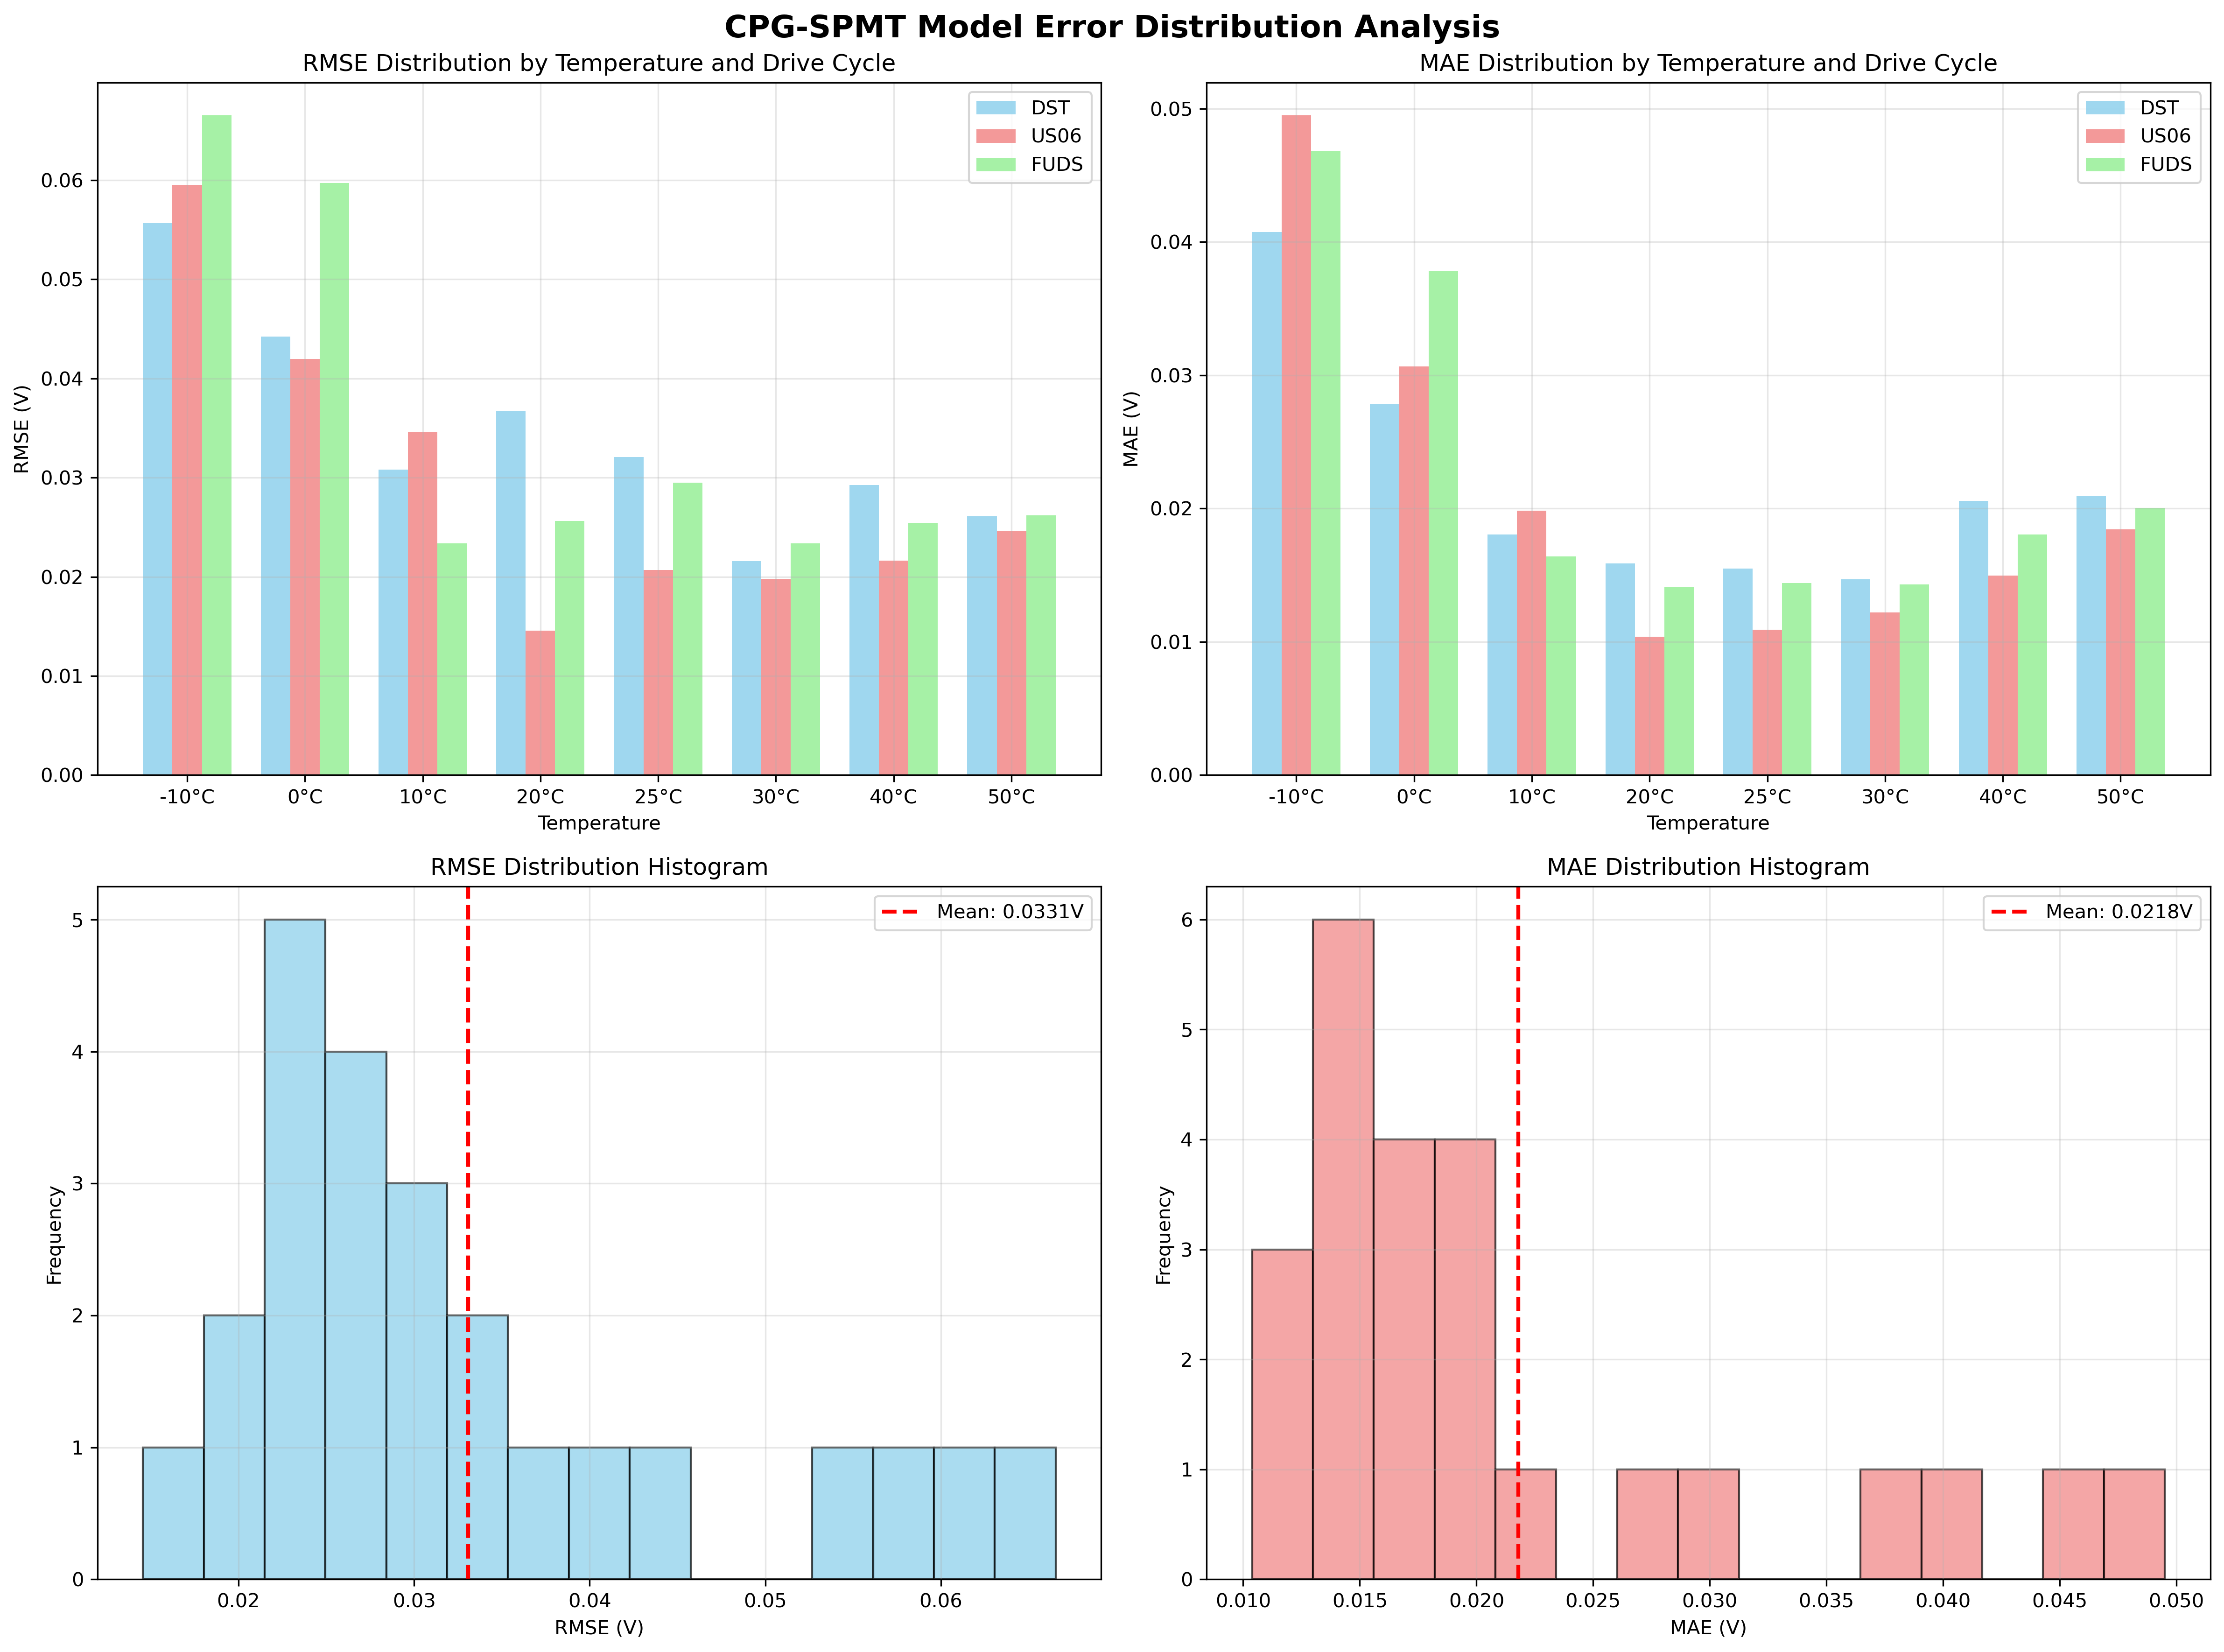 CPG-SPMT Model Error Distribution Analysis
RMSE Distribution by Temperature and Drive Cycle
RMSE (V)
0.06
0.05
0.04
0.03
0.02
0.01
0.00
DST
US06
FUDS
-10°C 0°C 10°C 20°C 25°C 30°C 40°C 50°C
Temperature
MAE Distribution by Temperature and Drive Cycle
MAE (V)
0.05
0.04
0.03
0.02
0.01
0.00
DST
US06
FUDS
-10°C 0°C 10°C 20°C 25°C 30°C 40°C 50°C
Temperature
RMSE Distribution Histogram
Frequency
5
4
3
2
1
0
Mean: 0.0331V
0.02 0.03 0.04 0.05 0.06
RMSE (V)
MAE Distribution Histogram
Frequency
6
5
4
3
2
1
0
Mean: 0.0218V
0.010 0.015 0.020 0.025 0.030 0.035 0.040 0.045 0.050
MAE (V)